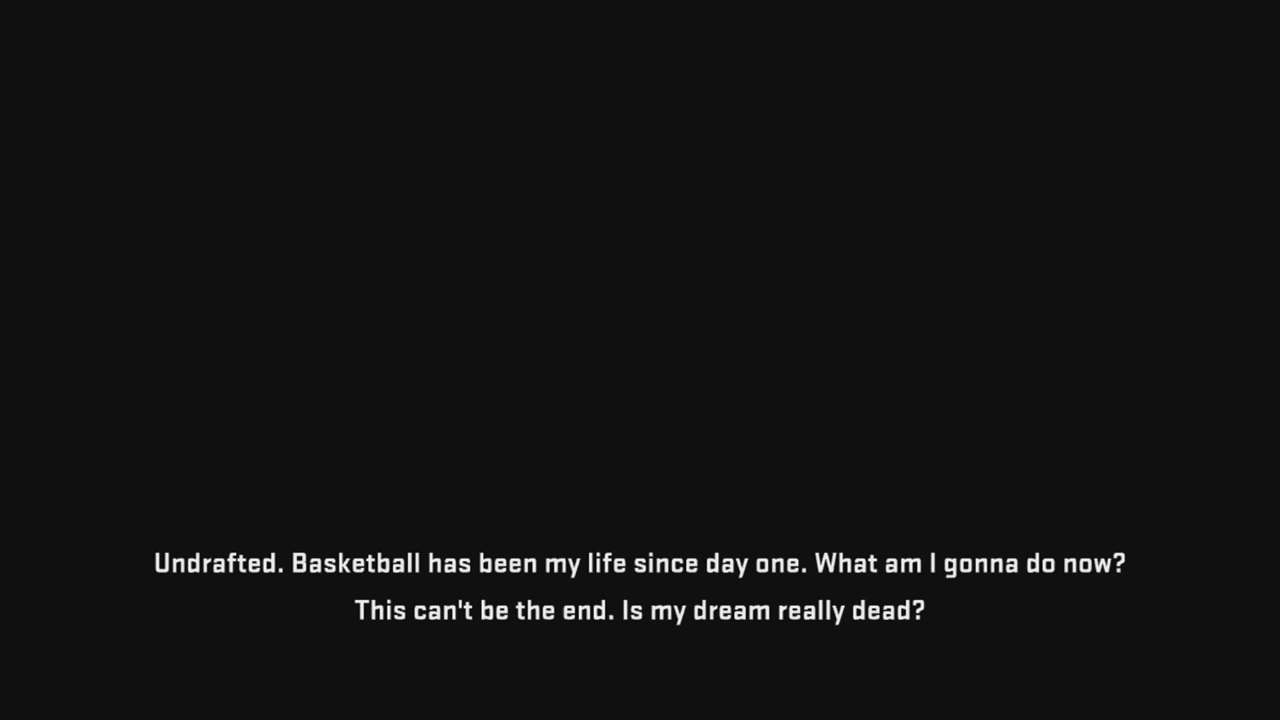 Undrafted. Basketball has been my life since day one. What am I gonna do now?
This can't be the end. Is my dream really dead?